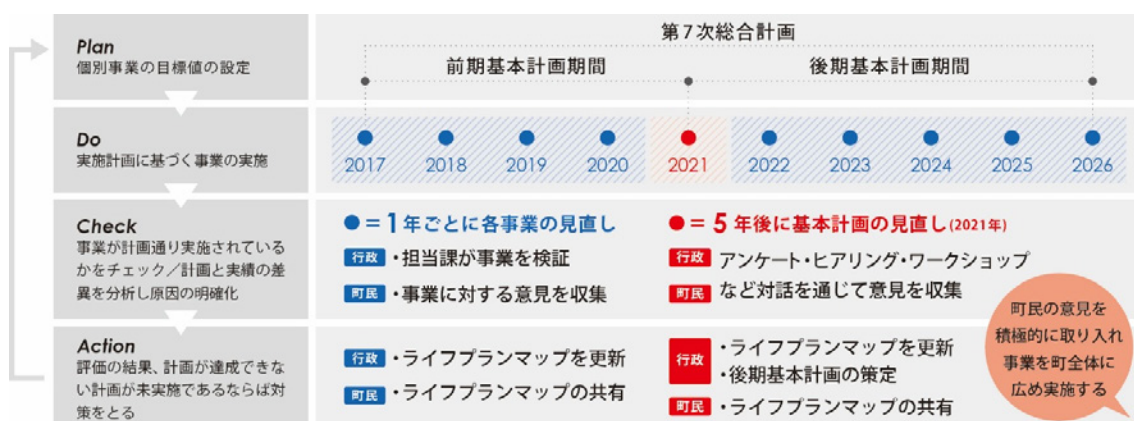 Plan
個別事業の目標値の設定
第7次総合計画
前期基本計画期間
後期基本計画期間
Do
実施計画に基づく事業の実施
2017 2018 2019 2020 2021 2022 2023 2024 2025 2026
Check
事業が計画通り実施されている
かをチェック／計画と実績の差
異を分析し原因の明確化
●＝1年ごとに各事業の見直し
行政 ・担当課が事業を検証
町民 ・事業に対する意見を収集
●＝5年後に基本計画の見直し(2021年)
行政 アンケート・ヒアリング・ワークショップ
町民 など対話を通じて意見を収集
Action
評価の結果、計画が達成できな
い計画が未実施であるならば対
策をとる
行政 ・ライフプランマップを更新
町民 ・ライフプランマップの共有
行政 ・ライフプランマップを更新
・後期基本計画の策定
町民 ・ライフプランマップの共有
町民の意見を
積極的に取り入れ
事業を町全体に
広め実施する